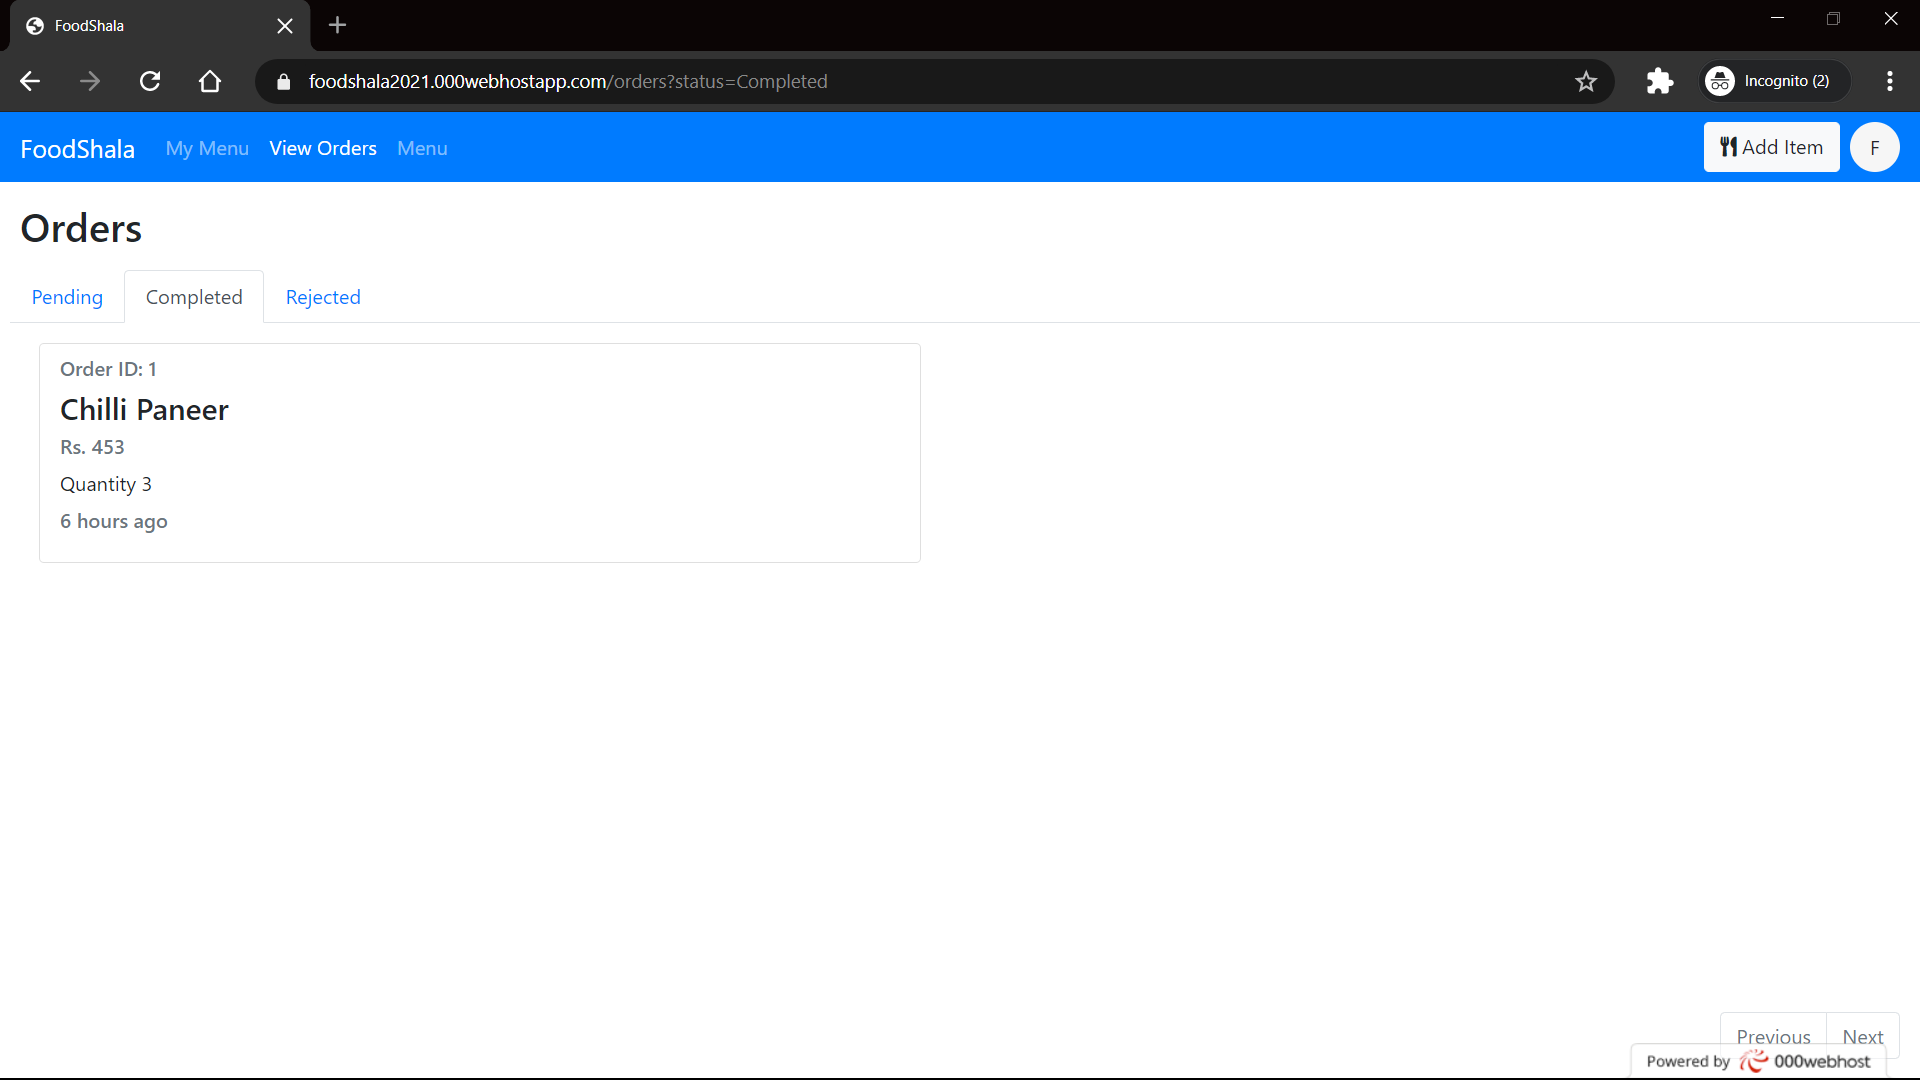 FoodShala
foodshala2021.000webhostapp.com/orders?status=Completed
Incognito (2)
FoodShala My Menu View Orders Menu Add Item F
Orders
Pending Completed Rejected
Order ID: 1
Chilli Paneer
Rs. 453
Quantity 3
6 hours ago
Previous Next
Powered by 000webhost